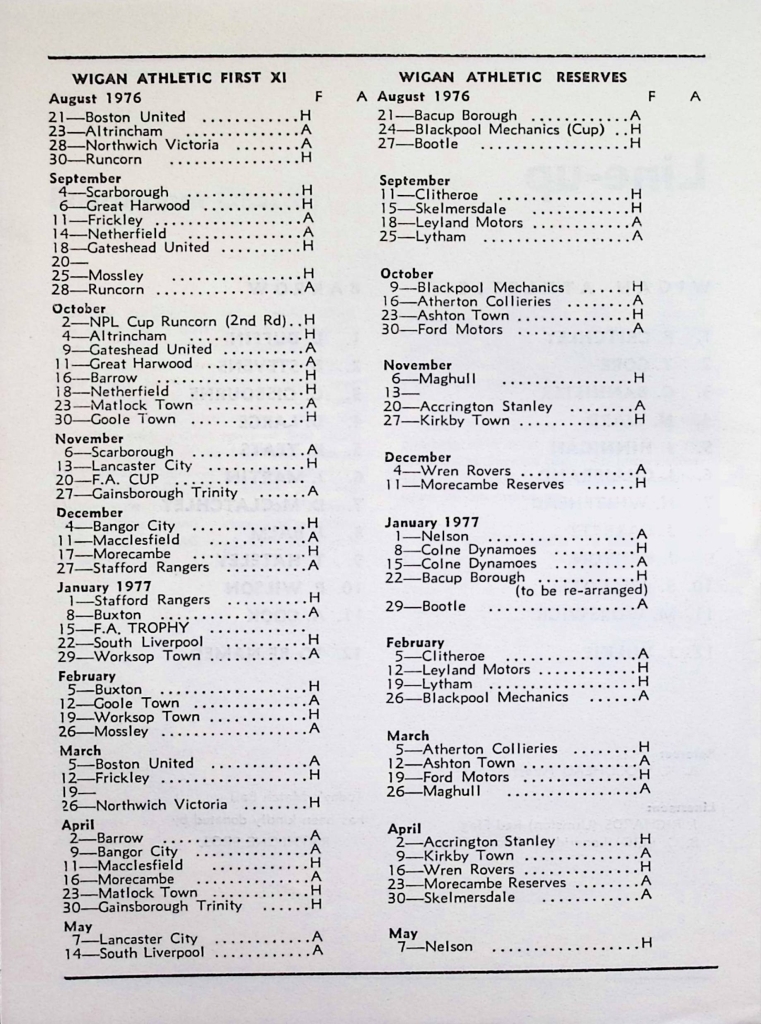 WIGAN ATHLETIC FIRST XI
August 1976 F A
21—Boston United ............H
23—Altrincham .............A
28—Northwich Victoria ........A
30—Runcorn .............H
September
4—Scarborough ............H
6—Great Harwood ............H
11—Frickley .................A
14—Netherfield ..............A
18—Gateshead United ..........H
20—
25—Mossley .............H
28—Runcorn ..............A
October
2—NPL Cup Runcorn (2nd Rd)..H
4—Altrincham ..............H
9—Gateshead United .........A
11—Great Harwood ...........A
16—Barrow .................H
18—Netherfield ..............H
23—Matlock Town ............A
30—Goole Town .............H
November
6—Scarborough .............A
13—Lancaster City ...........H
20—F.A. CUP ..............
27—Gainsborough Trinity .......A
December
4—Bangor City .............H
11—Macclesfield .............A
17—Morecambe .............H
27—Stafford Rangers ..........A
January 1977
1—Stafford Rangers ..........H
8—Buxton .................A
15—F.A. TROPHY ...........
22—South Liverpool ...........H
29—Worksop Town ...........A
February
5—Buxton .................H
12—Goole Town .............A
19—Worksop Town ...........H
26—Mossley .................A
March
5—Boston United ............A
12—Frickley .................H
19—
26—Northwich Victoria ........H
April
2—Barrow .................A
9—Bangor City .............A
11—Macclesfield .............H
16—Morecambe ..............A
23—Matlock Town ............H
30—Gainsborough Trinity ......H
May
7—Lancaster City ............A
14—South Liverpool ............A
WIGAN ATHLETIC RESERVES
August 1976 F A
21—Bacup Borough ............A
24—Blackpool Mechanics (Cup) ..H
27—Bootle ..................H
September
11—Clitheroe ................H
15—Skelmersdale ............H
18—Leyland Motors ...........A
25—Lytham .................A
October
9—Blackpool Mechanics .......H
16—Atherton Collieries ........A
23—Ashton Town .............H
30—Ford Motors .............A
November
6—Maghull ................H
13—
20—Accrington Stanley ........A
27—Kirkby Town .............H
December
4—Wren Rovers .............A
11—Morecambe Reserves .......H
January 1977
1—Nelson .................A
8—Colne Dynamoes ..........H
15—Colne Dynamoes ..........A
22—Bacup Borough ...........H
(to be re-arranged)
29—Bootle ..................A
February
5—Clitheroe ...............A
12—Leyland Motors ...........H
19—Lytham .................H
26—Blackpool Mechanics ......A
March
5—Atherton Collieries ........H
12—Ashton Town .............A
19—Ford Motors .............H
26—Maghull ................A
April
2—Accrington Stanley ........H
9—Kirkby Town .............A
16—Wren Rovers .............H
23—Morecambe Reserves .......A
30—Skelmersdale ............A
May
7—Nelson ..................H